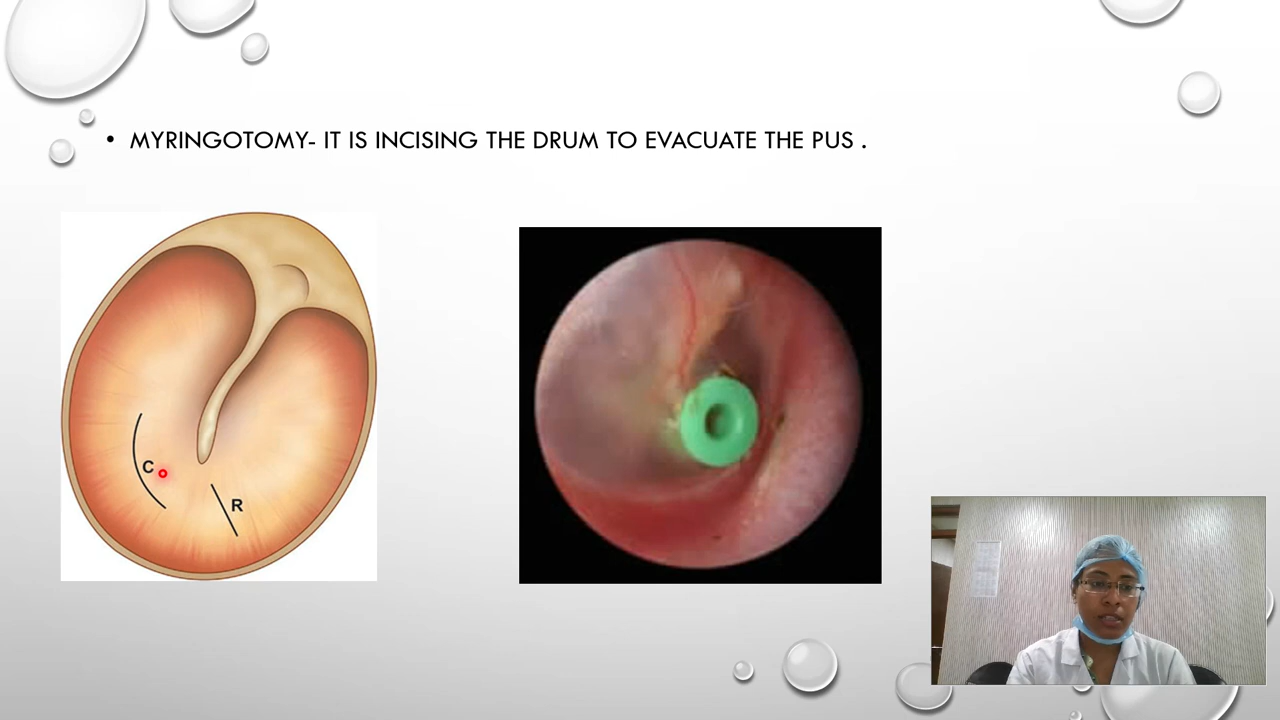 • MYRINGOTOMY- IT IS INCISING THE DRUM TO EVACUATE THE PUS .
C
R